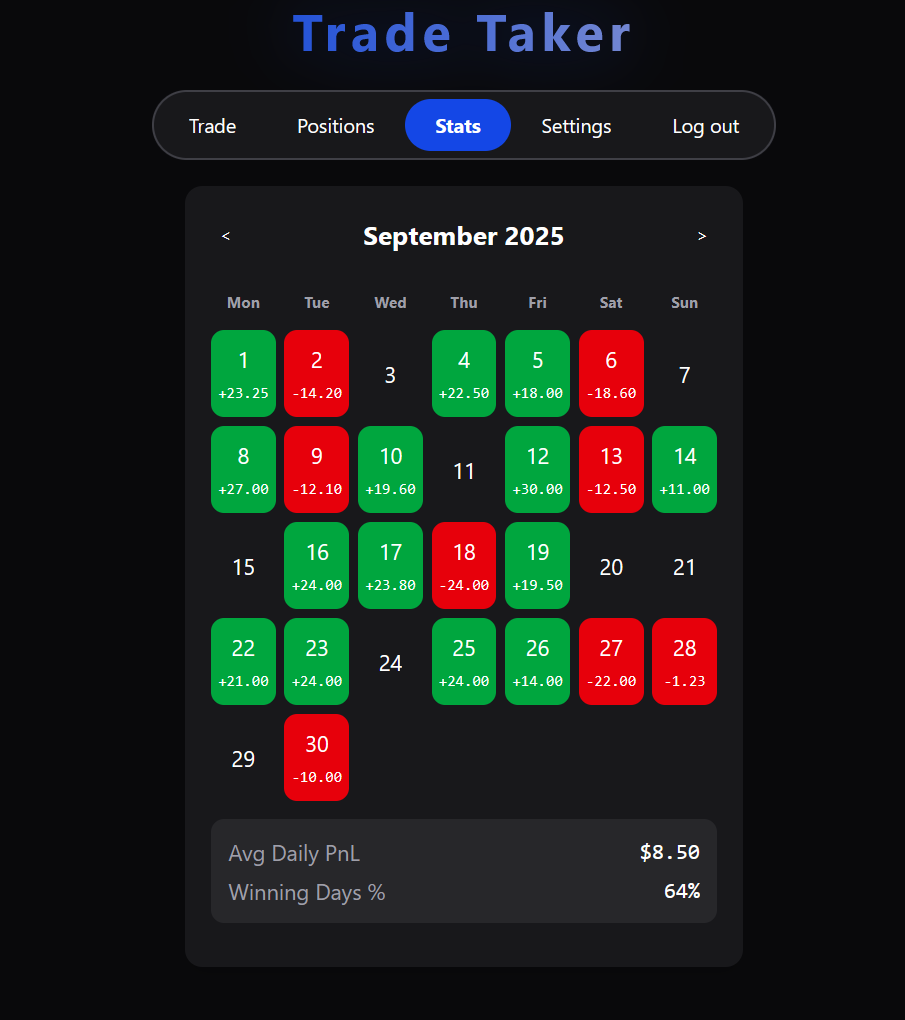 Trade Taker
Trade Positions Stats Settings Log out
< September 2025 >
Mon Tue Wed Thu Fri Sat Sun
1 2 3 4 5 6 7
+23.25 -14.20 +22.50 +18.00 -18.60
8 9 10 11 12 13 14
+27.00 -12.10 +19.60 +30.00 -12.50 +11.00
15 16 17 18 19 20 21
+24.00 +23.80 -24.00 +19.50
22 23 24 25 26 27 28
+21.00 +24.00 +24.00 +14.00 -22.00 -1.23
29 30
-10.00
Avg Daily PnL $8.50
Winning Days % 64%